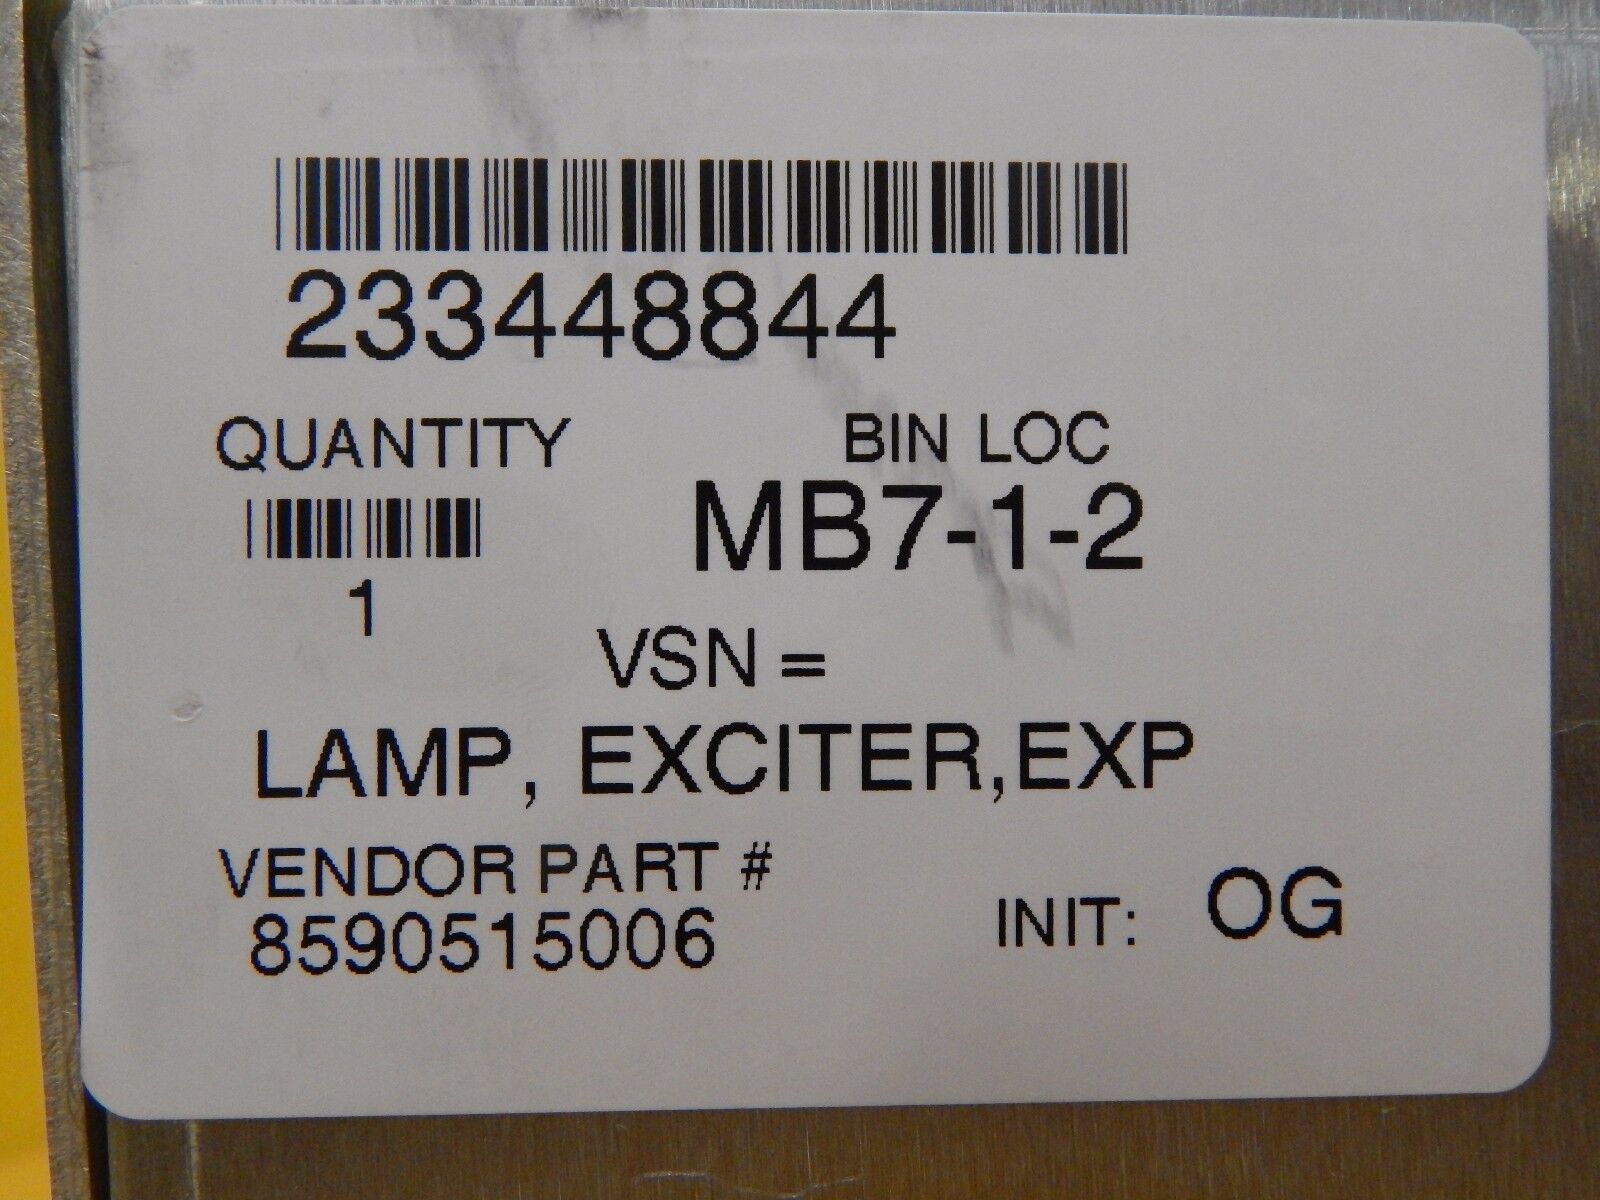 233448844
QUANTITY BIN LOC
MB7-1-2
1
VSN =
LAMP, EXCITER,EXP
VENDOR PART #
8590515006
INIT: OG